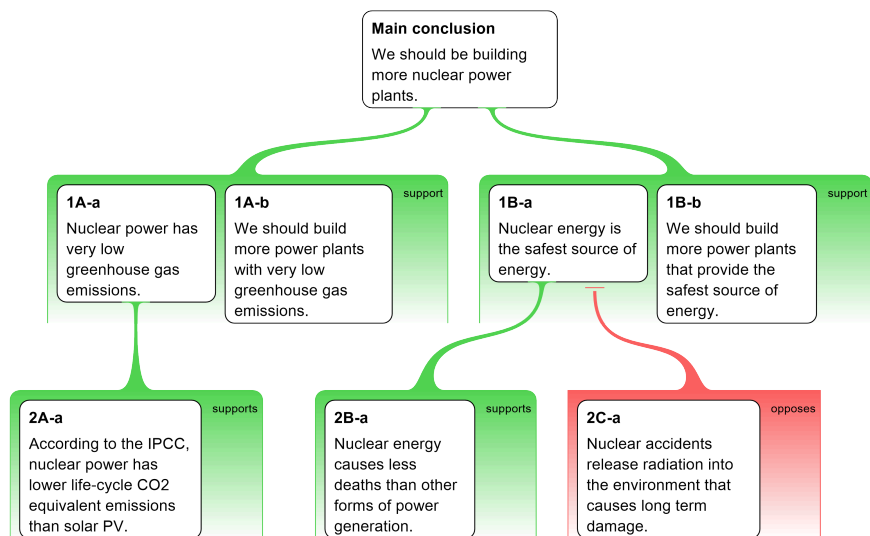 Main conclusion
We should be building
more nuclear power
plants.
support
1A-a
Nuclear power has
very low
greenhouse gas
emissions.
1A-b
We should build
more power plants
with very low
greenhouse gas
emissions.
support
1B-a
Nuclear energy is
the safest source of
energy.
1B-b
We should build
more power plants
that provide the
safest source of
energy.
supports
2A-a
According to the IPCC,
nuclear power has
lower life-cycle CO2
equivalent emissions
than solar PV.
supports
2B-a
Nuclear energy
causes less
deaths than other
forms of power
generation.
opposes
2C-a
Nuclear accidents
release radiation into
the environment that
causes long term
damage.